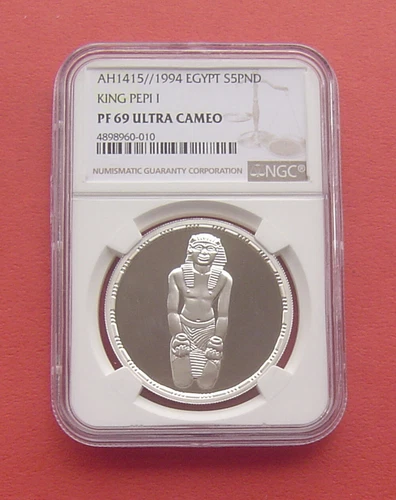 AH1415//1994 EGYPT S5PND
KING PEPI I
PF 69 ULTRA CAMEO
4898960-010
NUMISMATIC GUARANTY CORPORATION
NGC®